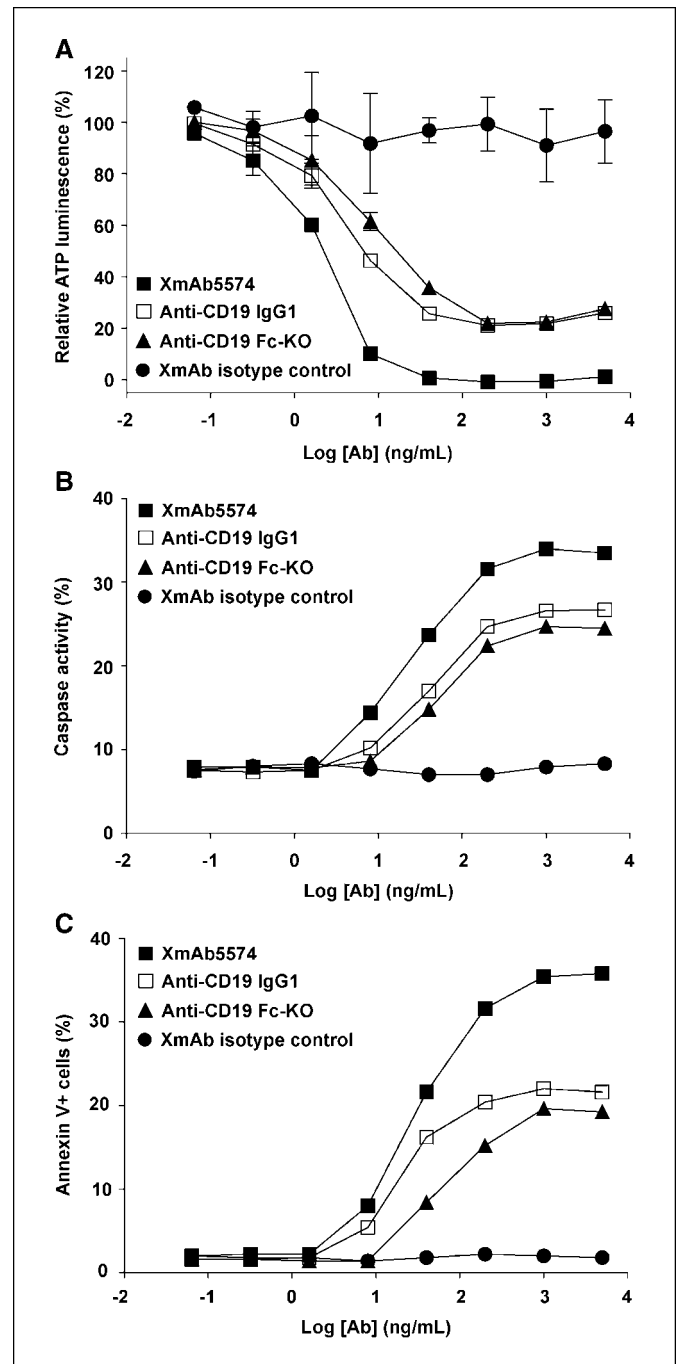 A
Relative ATP luminescence (%)
120
100
80
60
40
20
0
XmAb5574
Anti-CD19 IgG1
Anti-CD19 Fc-KO
XmAb isotype control
-2 -1 0 1 2 3 4
Log [Ab] (ng/mL)
B
Caspase activity (%)
40
30
20
10
0
XmAb5574
Anti-CD19 IgG1
Anti-CD19 Fc-KO
XmAb isotype control
-2 -1 0 1 2 3 4
Log [Ab] (ng/mL)
C
Annexin V+ cells (%)
40
30
20
10
0
XmAb5574
Anti-CD19 IgG1
Anti-CD19 Fc-KO
XmAb isotype control
-2 -1 0 1 2 3 4
Log [Ab] (ng/mL)